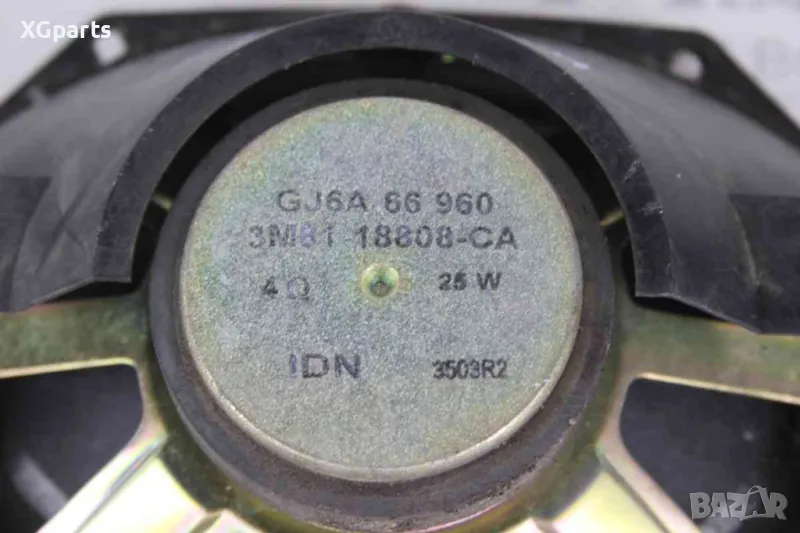 XGparts
GJ6A 66 960
3M81 18808-CA
4Ω 25 W
IDN 3503R2
BAZAR